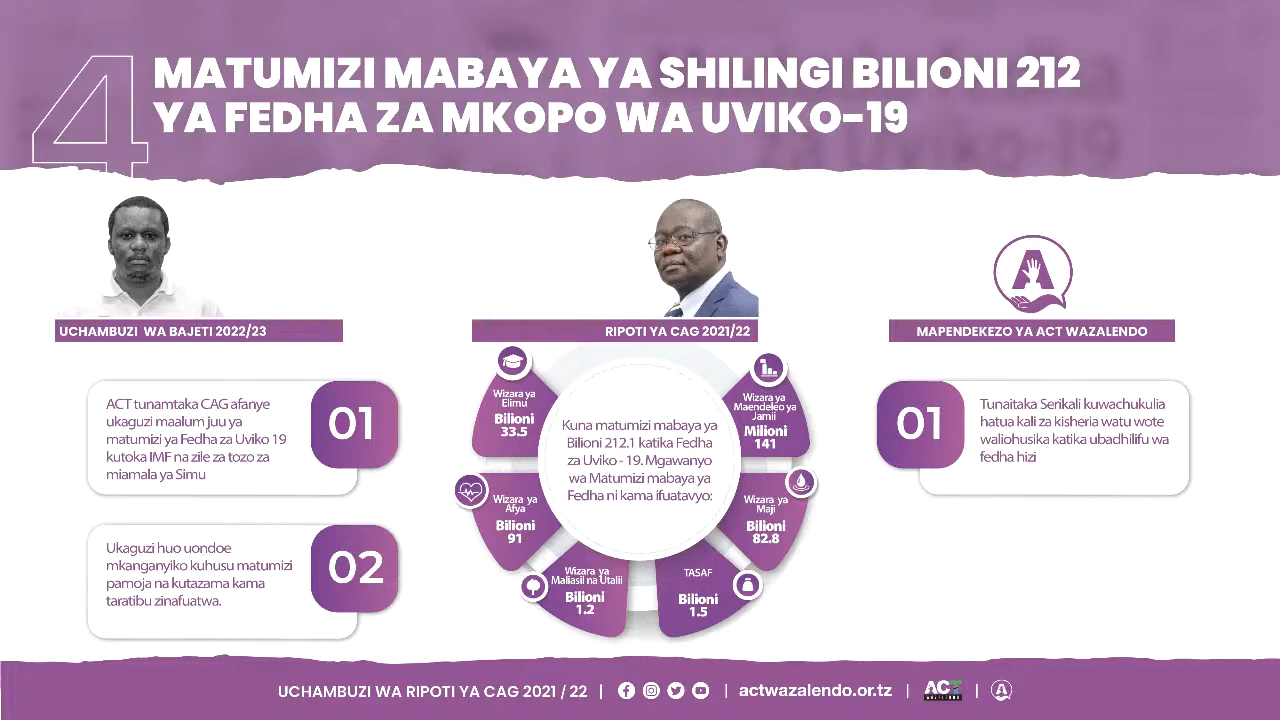 4
MATUMIZI MABAYA YA SHILINGI BILIONI 212
YA FEDHA ZA MKOPO WA UVIKO-19
UCHAMBUZI WA BAJETI 2022/23
ACT tunamtaka CAG afanye
ukaguzi maalum juu ya
matumizi ya Fedha za Uviko 19
kutoka IMF na zile za tozo za
miamala ya Simu
01
Ukaguzi huo uondoe
mkanganyiko kuhusu matumizi
pamoja na kutazama kama
taratibu zinafuatwa.
02
RIPOTI YA CAG 2021/22
Kuna matumizi mabaya ya
Bilioni 212.1 katika Fedha
za Uviko - 19. Mgawanyo
wa Matumizi mabaya ya
Fedha ni kama ifuatavyo:
Wizara ya
Elimu
Bilioni
33.5
Wizara ya
Afya
Bilioni
91
Wizara ya
Maliasil na Utalii
Bilioni
1.2
TASAF
Bilioni
1.5
Wizara ya
Maji
Bilioni
82.8
Wizara ya
Maendeleo ya
Jamii
Milioni
141
MAPENDEKEZO YA ACT WAZALENDO
01
Tunaitaka Serikali kuwachukulia
hatua kali za kisheria watu wote
waliohusika katika ubadhilifu wa
fedha hizi
UCHAMBUZI WA RIPOTI YA CAG 2021 / 22 | | actwazalendo.or.tz | ACT |